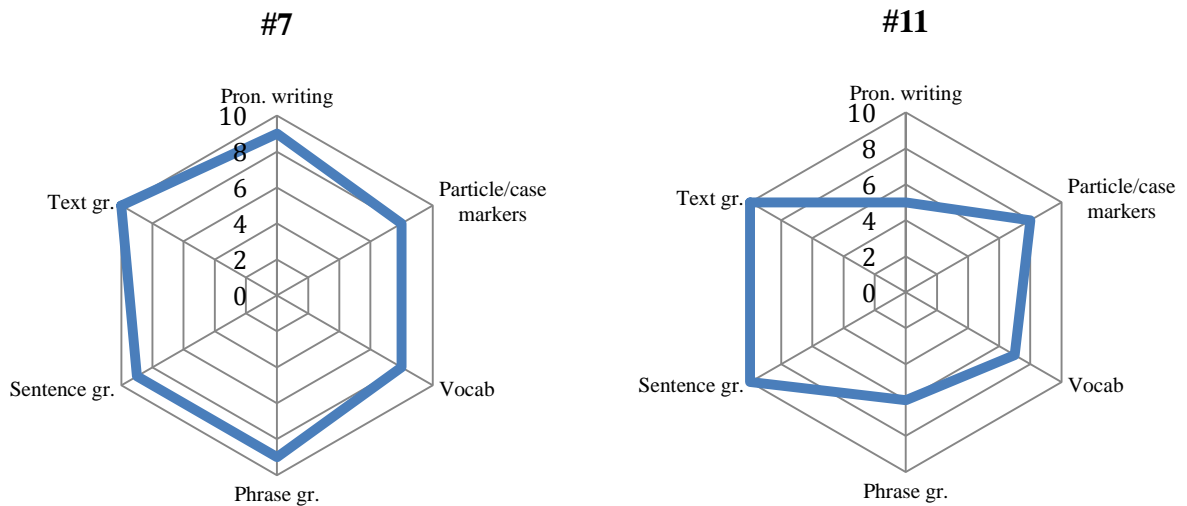 #7
Pron. writing
10
8
6
4
2
0
Particle/case
markers
Vocab
Phrase gr.
Sentence gr.
Text gr.
#11
Pron. writing
10
8
6
4
2
0
Particle/case
markers
Vocab
Phrase gr.
Sentence gr.
Text gr.